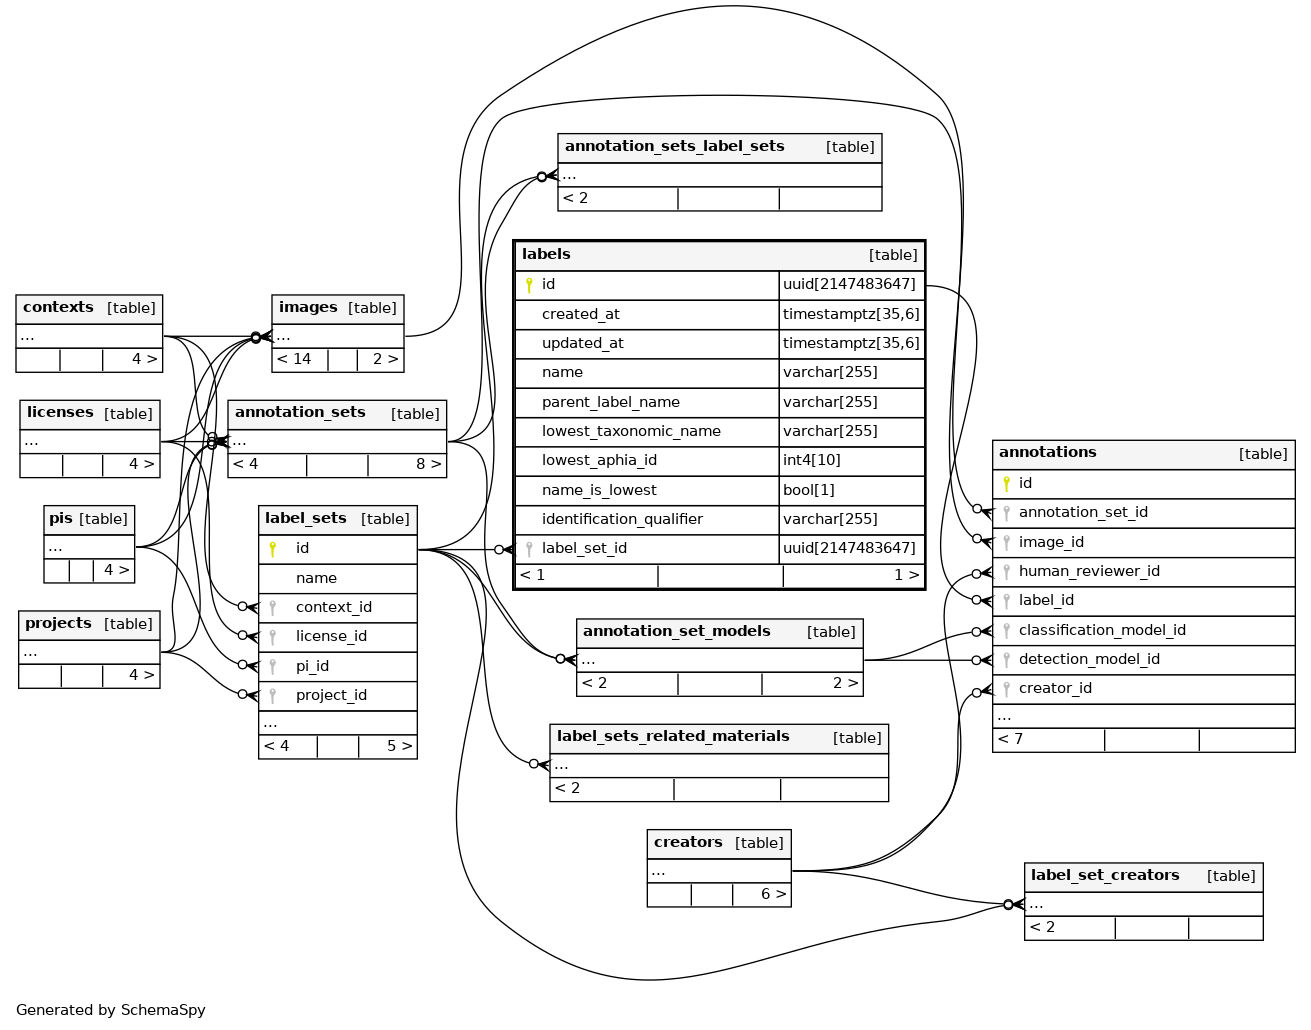 annotation_sets_label_sets [table]
...
< 2
labels [table]
id uuid[2147483647]
created_at timestamptz[35,6]
updated_at timestamptz[35,6]
name varchar[255]
parent_label_name varchar[255]
lowest_taxonomic_name varchar[255]
lowest_aphia_id int4[10]
name_is_lowest bool[1]
identification_qualifier varchar[255]
label_set_id uuid[2147483647]
< 1 1 >
contexts [table]
...
4 >
images [table]
...
< 14 2 >
licenses [table]
...
4 >
annotation_sets [table]
...
< 4 8 >
pis [table]
...
4 >
label_sets [table]
id
name
context_id
license_id
pi_id
project_id
...
< 4 5 >
projects [table]
...
4 >
annotations [table]
id
annotation_set_id
image_id
human_reviewer_id
label_id
classification_model_id
detection_model_id
creator_id
...
< 7
annotation_set_models [table]
...
< 2 2 >
label_sets_related_materials [table]
...
< 2
creators [table]
...
6 >
label_set_creators [table]
...
< 2
Generated by SchemaSpy